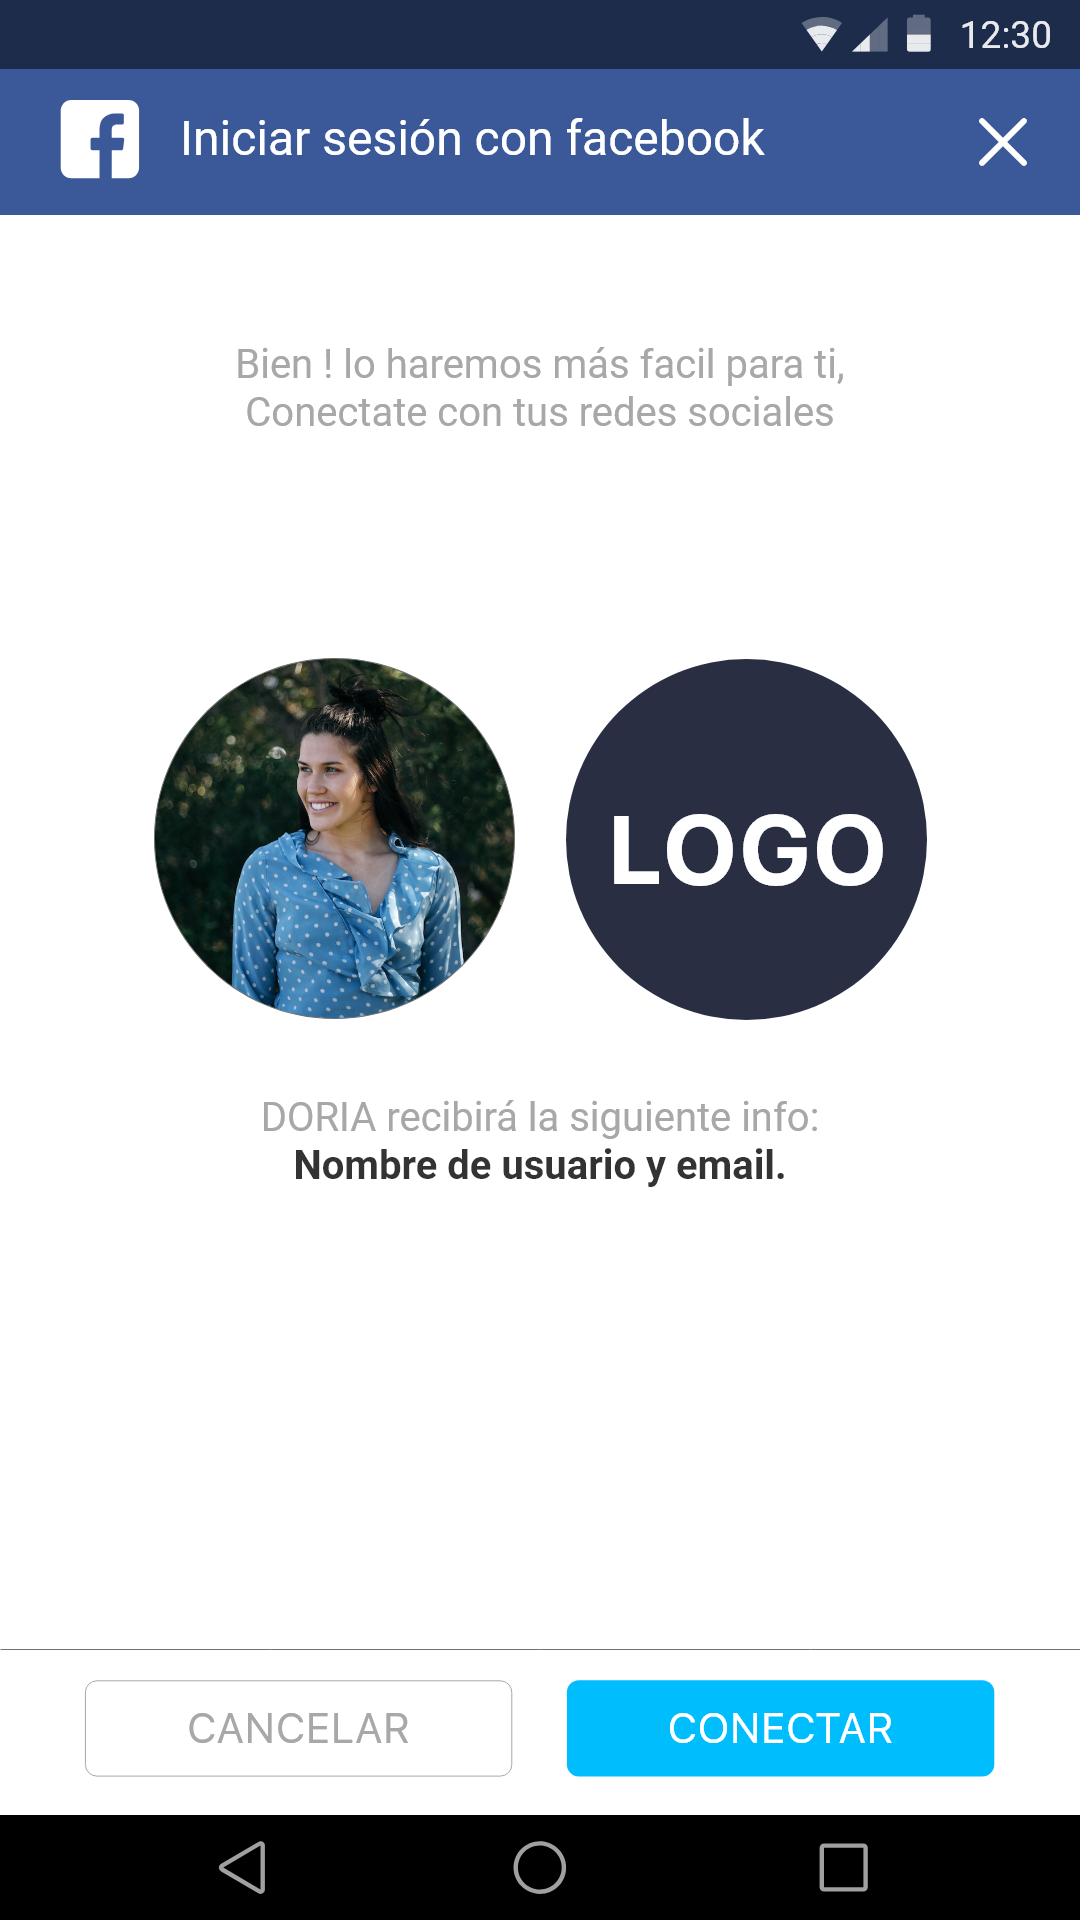 12:30
Iniciar sesión con facebook
Bien ! lo haremos más facil para ti,
Conectate con tus redes sociales
LOGO
DORIA recibirá la siguiente info:
Nombre de usuario y email.
CANCELAR
CONECTAR